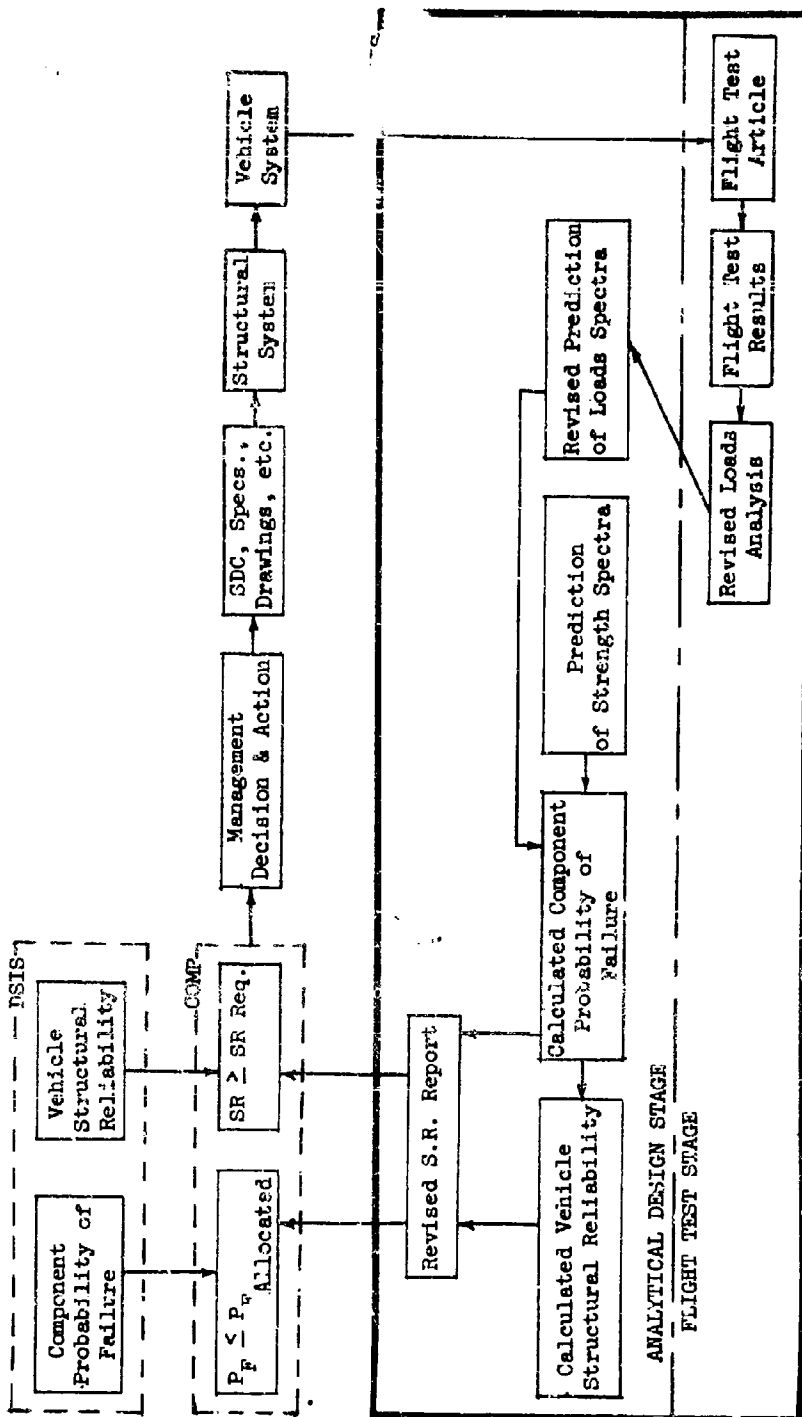 DSIS
Component
Probability of
Failure
Vehicle
Structural
Reliability
COMP
P_F ≤ P_F
Allocated
SR ≥ SR Req.
Management
Decision & Action
SDC, Specs.,
Drawings, etc.
Structural
System
Vehicle
System
Revised S.R. Report
Calculated Vehicle
Structural Reliability
Calculated Component
Probability of
Failure
Prediction
of Strength Spectra
Revised Prediction
of Loads Spectra
ANALYTICAL DESIGN STAGE
FLIGHT TEST STAGE
Revised Loads
Analysis
Flight Test
Results
Flight Test
Article